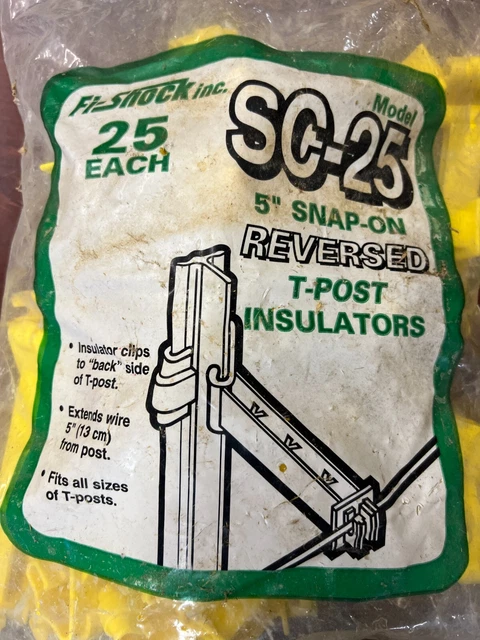 Fi-Shock inc.
25
EACH
Model
SC-25
5" SNAP-ON
REVERSED
T-POST
INSULATORS
• Insulator clips
to "back" side
of T-post.
• Extends wire
5" (13 cm)
from post.
• Fits all sizes
of T-posts.